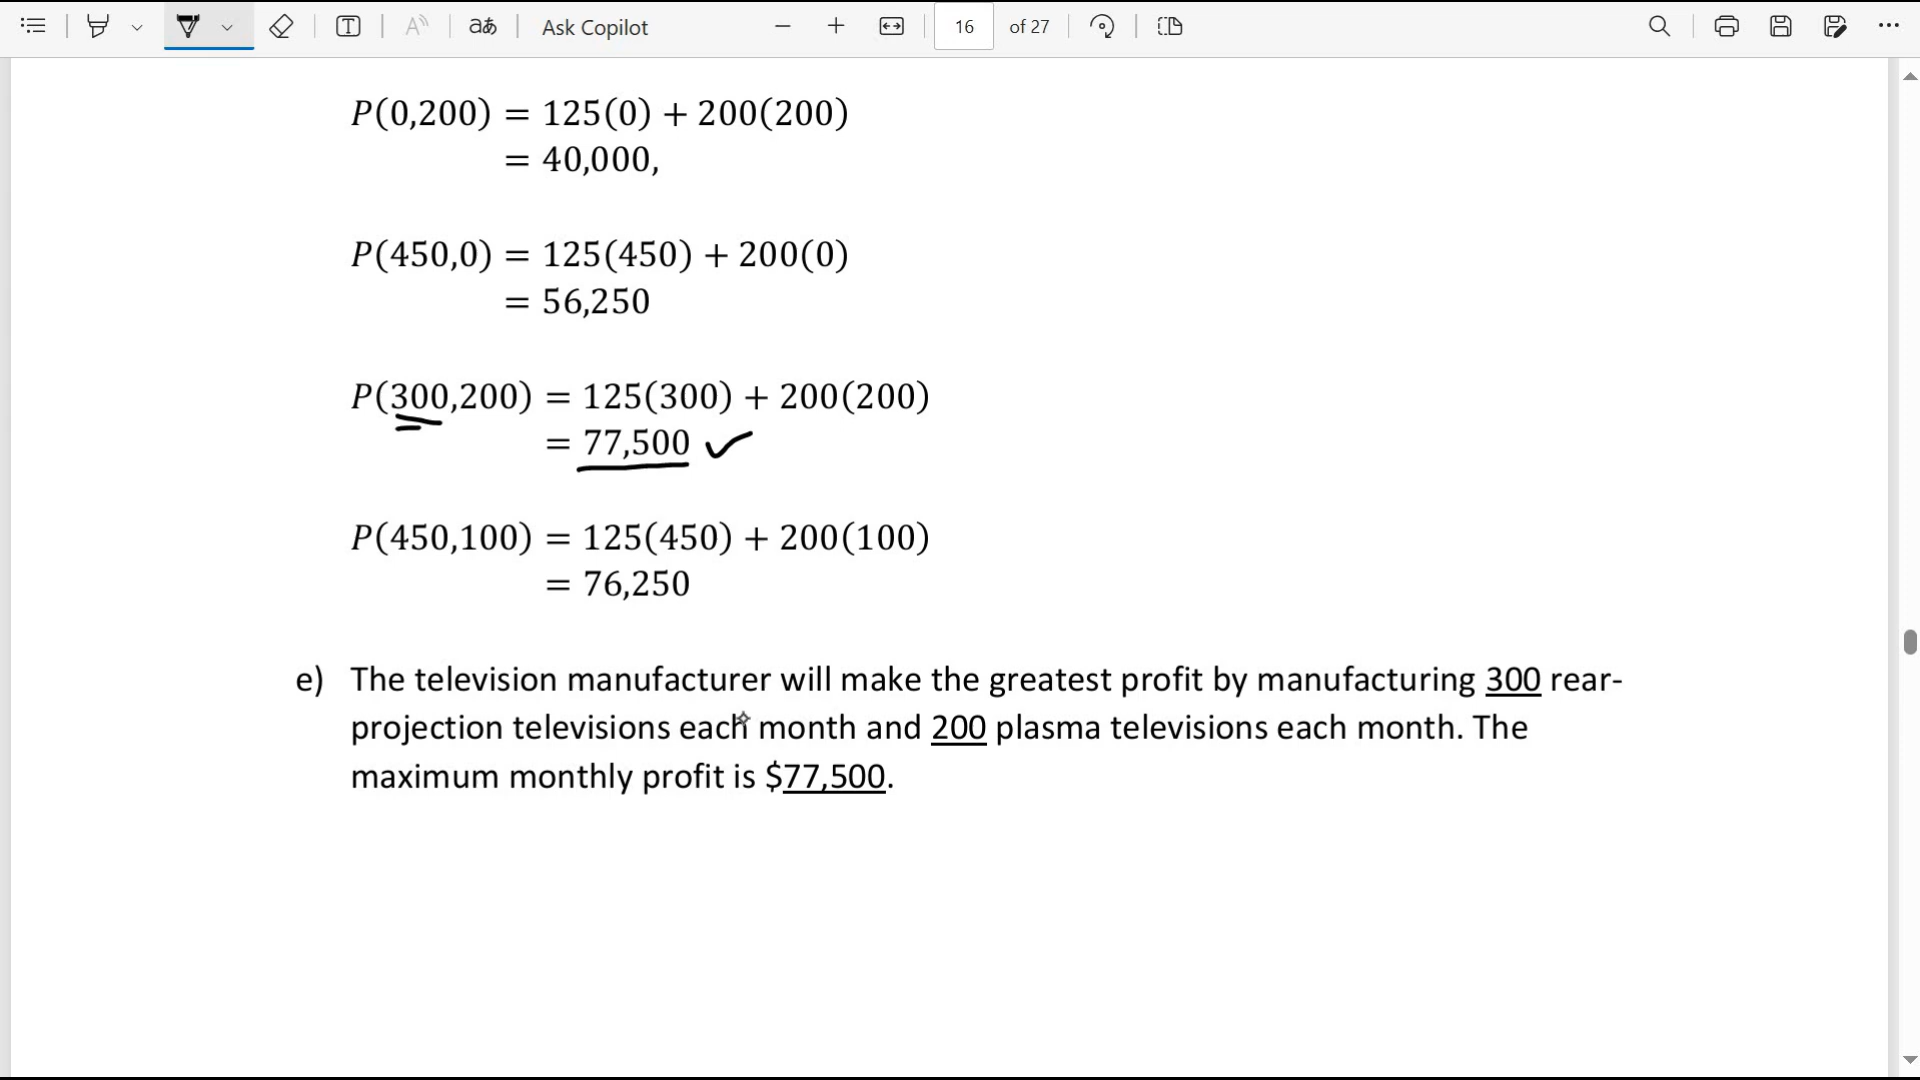 Ask Copilot
16 of 27
P(0,200) = 125(0) + 200(200)
= 40,000,
P(450,0) = 125(450) + 200(0)
= 56,250
P(300,200) = 125(300) + 200(200)
= 77,500 ✓
P(450,100) = 125(450) + 200(100)
= 76,250
e) The television manufacturer will make the greatest profit by manufacturing 300 rear-
projection televisions each month and 200 plasma televisions each month. The
maximum monthly profit is $77,500.